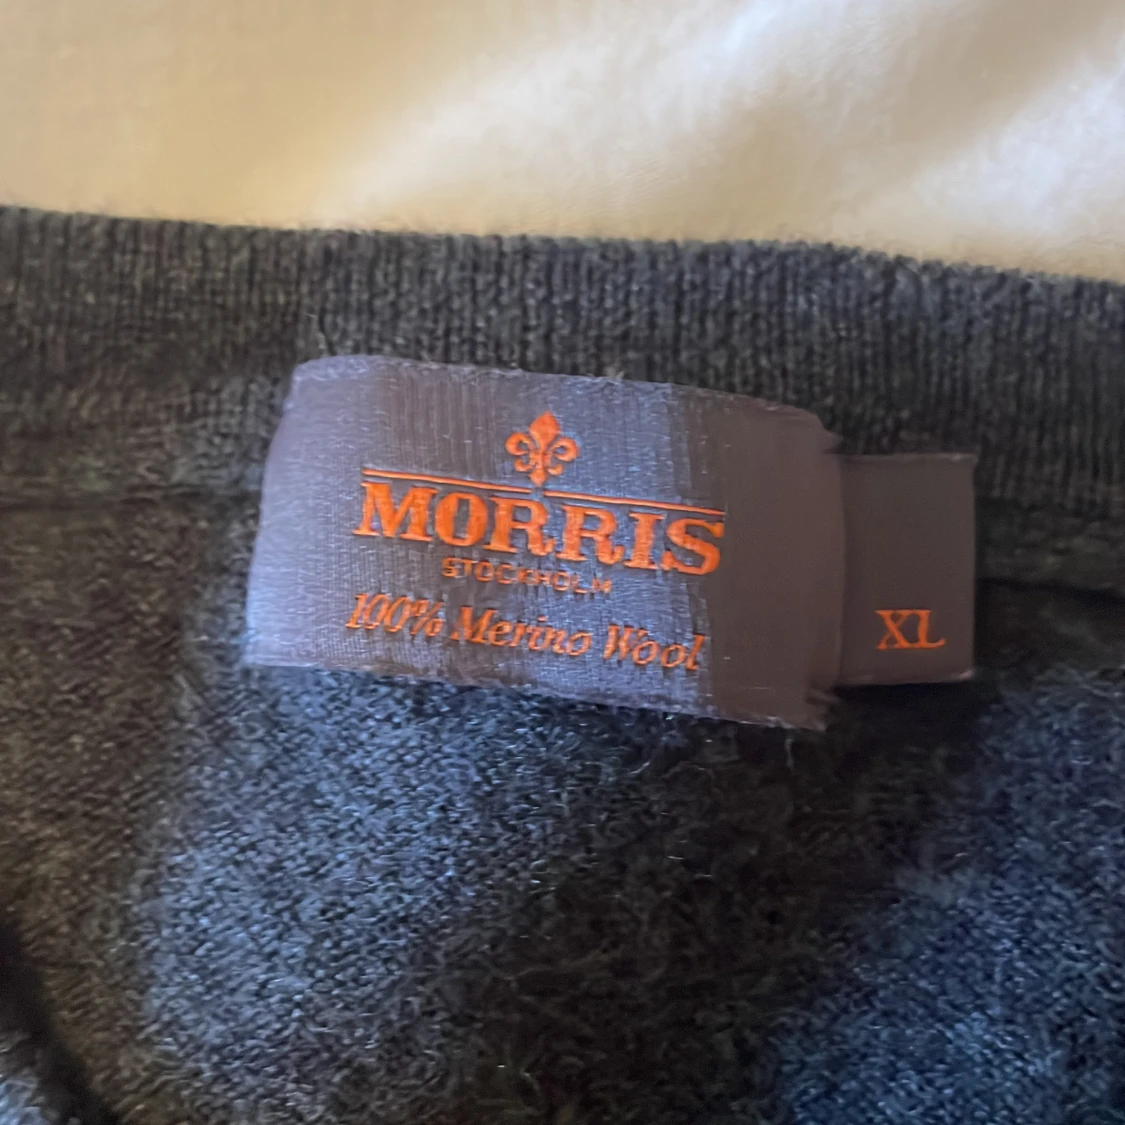 MORRIS
STOCKHOLM
100% Merino Wool
XL